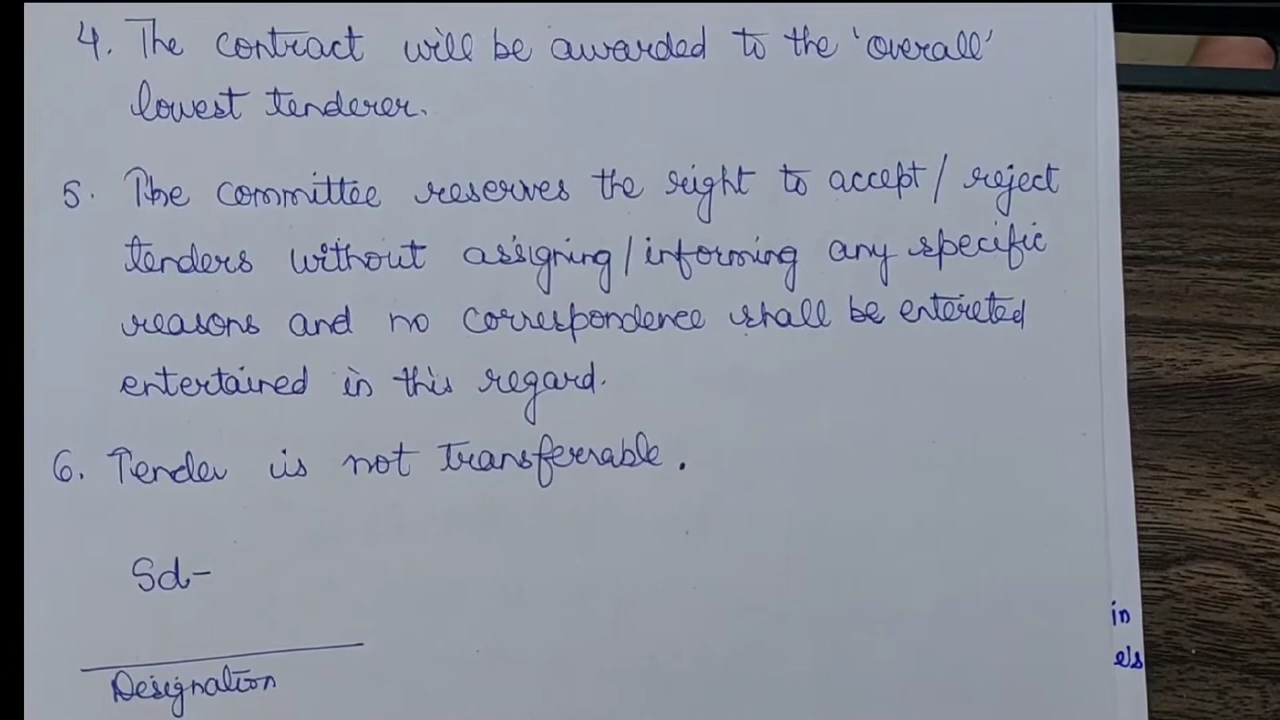 4. The contract will be awarded to the 'overall'
lowest tenderer.
5. The committee reserves the right to accept/ reject
tenders without assigning/informing any specific
reasons and no correspondence shall be
entertained in this regard.
6. Tender is not transferrable.
Sd-
Designation
in